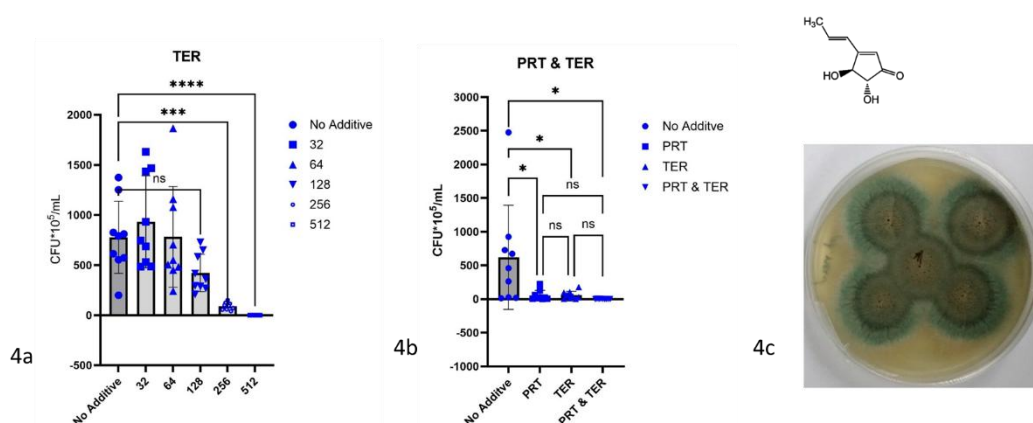 TER
****
***
ns
2000
1500
1000
500
0
-500
CFU*10⁵/mL
No Additive
32
64
128
256
512
No Additive
32
64
128
256
512
4a
PRT & TER
*
*
*
ns
ns
ns
3000
2500
2000
1500
1000
500
0
-500
-1000
CFU*10⁵/mL
No Additve
PRT
TER
PRT & TER
No Additve
PRT
TER
PRT & TER
4b
H₃C
HO
O
OH
4c